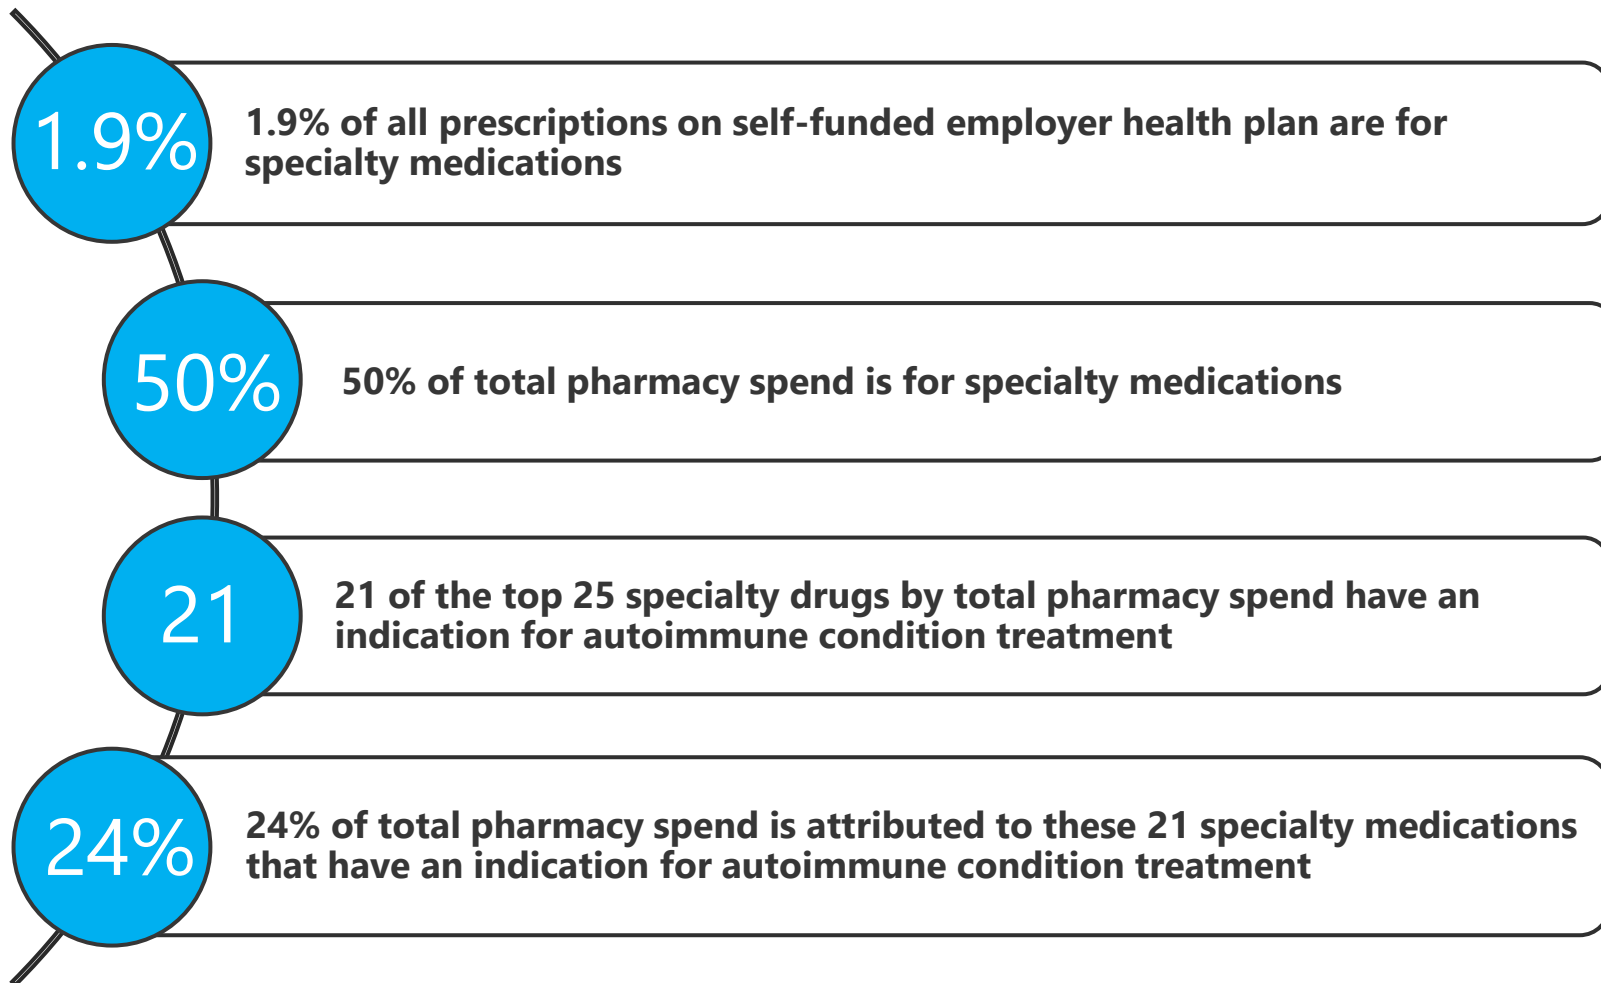 1.9%
1.9% of all prescriptions on self-funded employer health plan are for
specialty medications
50%
50% of total pharmacy spend is for specialty medications
21
21 of the top 25 specialty drugs by total pharmacy spend have an
indication for autoimmune condition treatment
24%
24% of total pharmacy spend is attributed to these 21 specialty medications
that have an indication for autoimmune condition treatment